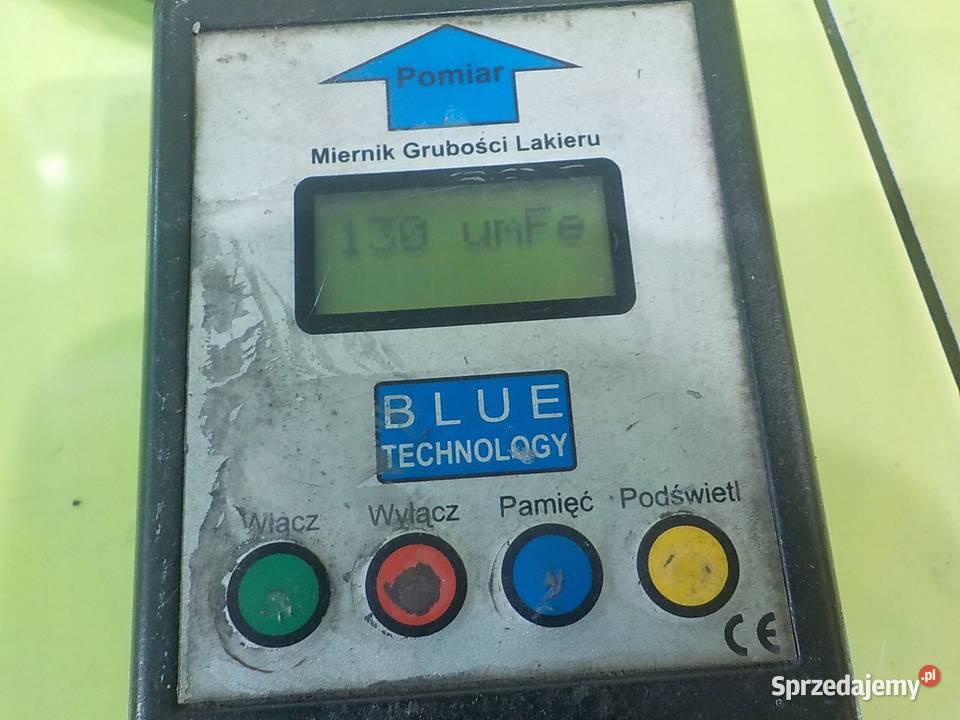 Pomiar
Miernik Grubości Lakieru
130 umFe
BLUE
TECHNOLOGY
Włącz Wyłącz Pamięć Podświetl
CE
Sprzedajemy.pl